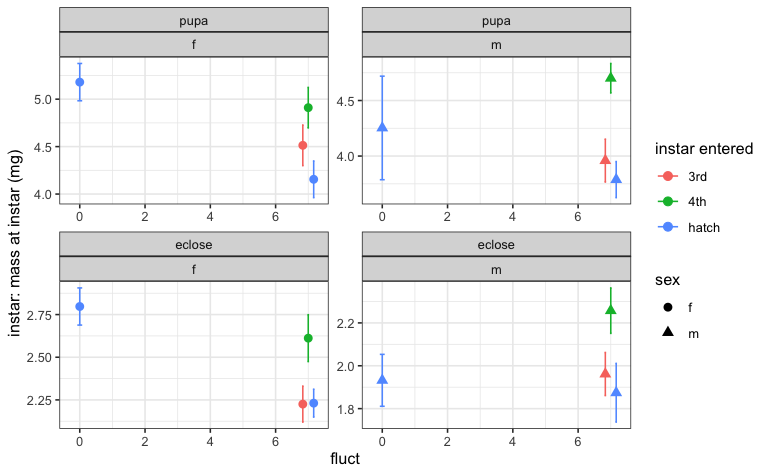 pupa
pupa
f
m
5.0
4.5
4.0
4.5
4.0
0
2
4
6
0
2
4
6
eclose
eclose
f
m
2.75
2.50
2.25
2.2
2.0
1.8
0
2
4
6
0
2
4
6
fluct
instar: mass at instar (mg)
instar entered
3rd
4th
hatch
sex
f
m